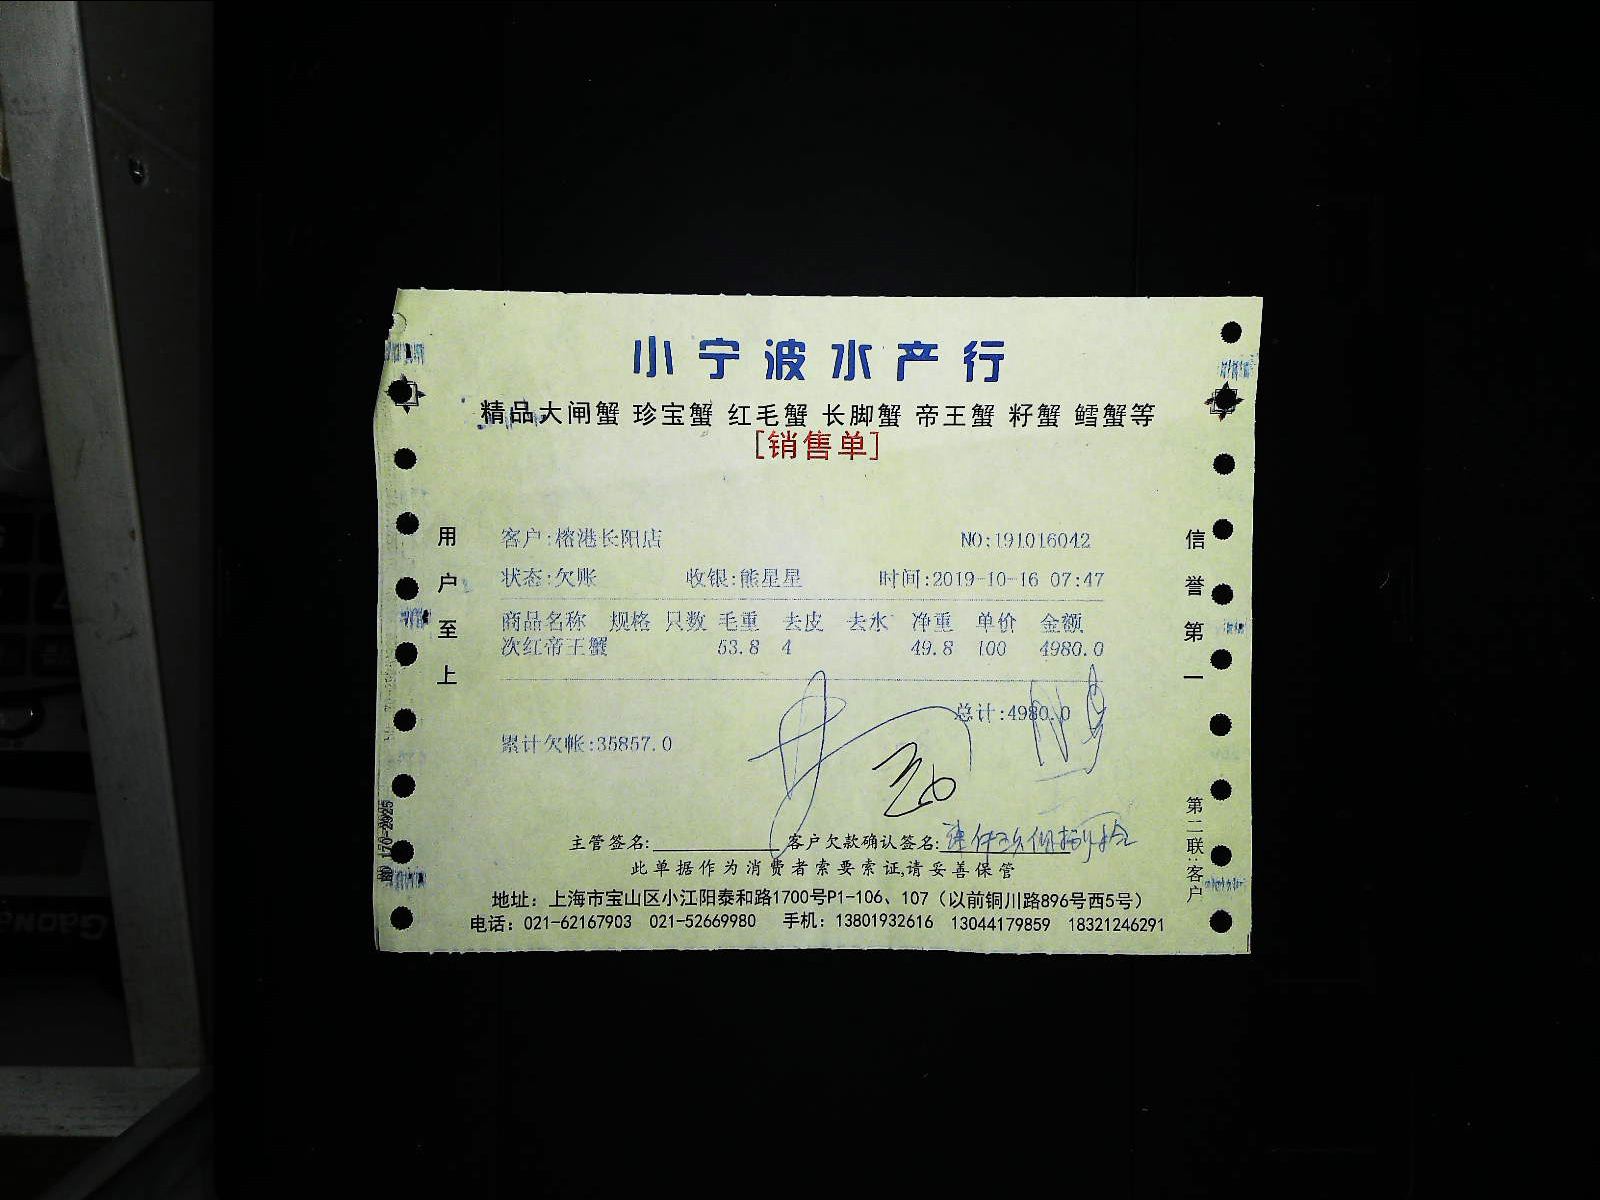 小宁波水产行
精品大闸蟹 珍宝蟹 红毛蟹 长脚蟹 帝王蟹 籽蟹 鳕蟹等
[销售单]
用户至上
信誉第一
客户:榕港长阳店 NO:191016042
状态:欠账 收银:熊星星 时间:2019-10-16 07:47
商品名称 规格 只数 毛重 去皮 去水 净重 单价 金额
次红帝王蟹 53.8 4 49.8 100 4980.0
总计:4980.0
累计欠帐:35857.0
主管签名: 客户欠款确认签名:
此单据作为消费者索要索证,请妥善保管
第二联:客户
地址：上海市宝山区小江阳泰和路1700号P1-106、107（以前铜川路896号西5号）
电话：021-62167903 021-52669980 手机：13801932616 13044179859 18321246291